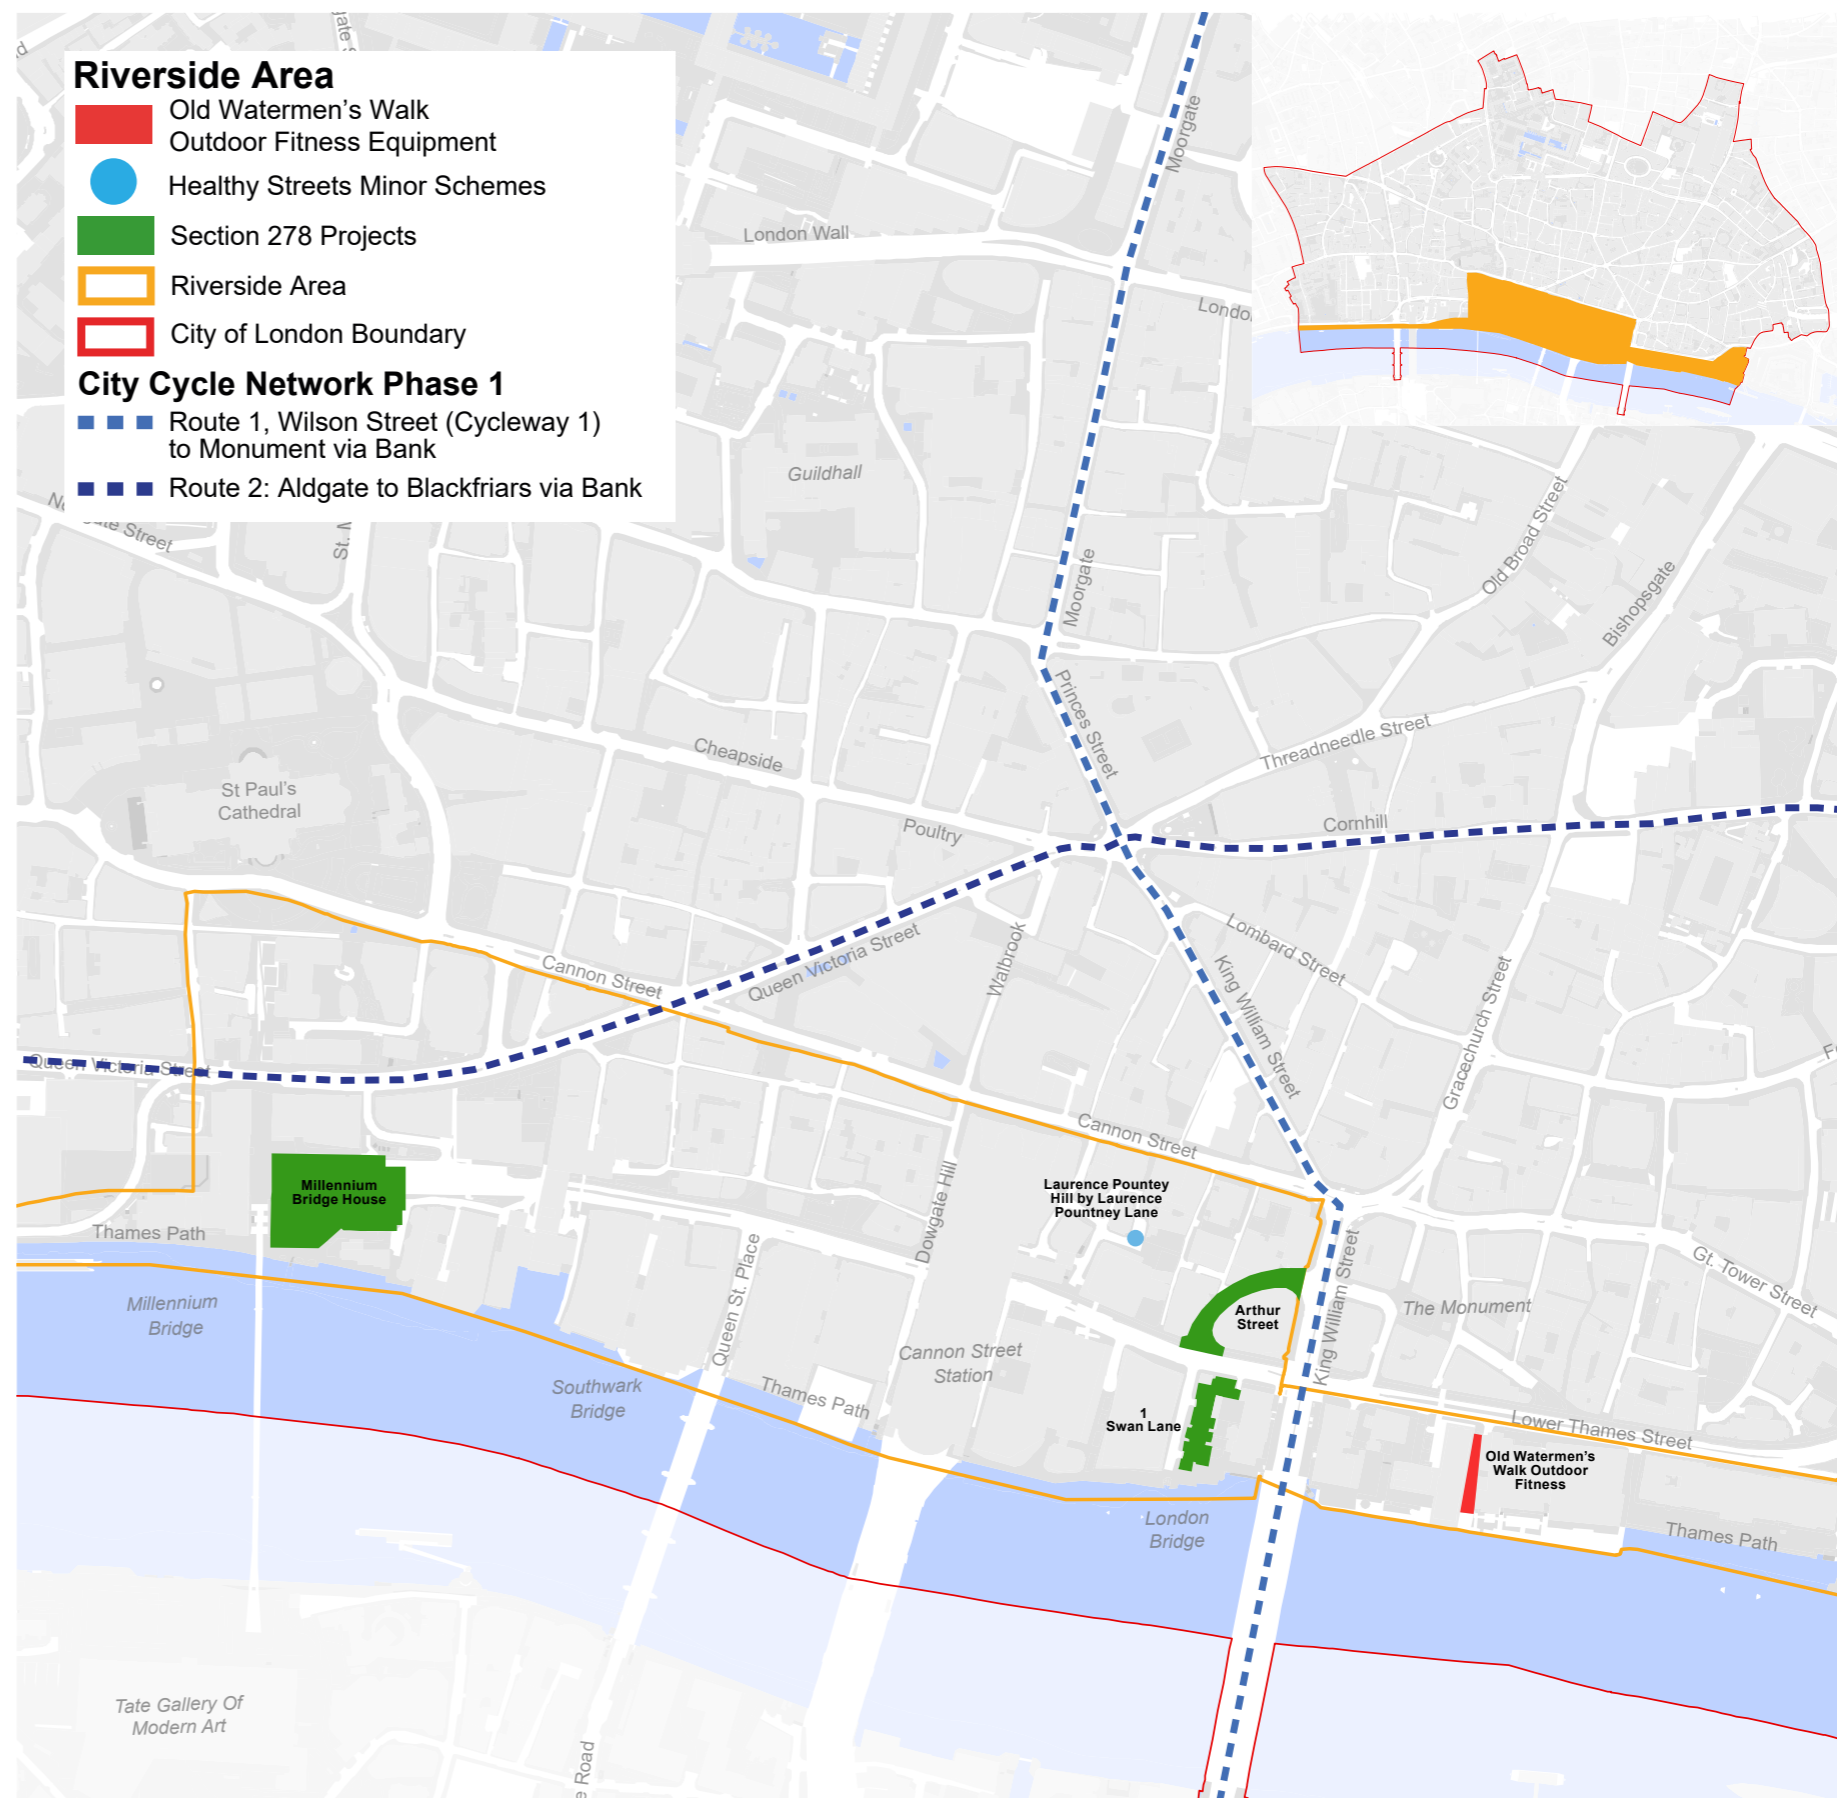 Riverside Area
Old Watermen's Walk
Outdoor Fitness Equipment
Healthy Streets Minor Schemes
Section 278 Projects
Riverside Area
City of London Boundary
City Cycle Network Phase 1
Route 1, Wilson Street (Cycleway 1)
to Monument via Bank
Route 2: Aldgate to Blackfriars via Bank
Moorgate
London Wall
Guildhall
Street
Moorgate
Old Broad Street
Bishopsgate
Princes Street
Threadneedle Street
Cheapside
St Paul's
Cathedral
Poultry
Cornhill
Cannon Street
Queen Victoria Street
Walbrook
Lombard Street
King William Street
Gracechurch Street
Queen Victoria Street
Cannon Street
Millennium
Bridge House
Laurence Pountey
Hill by Laurence
Pountney Lane
Thames Path
Dowgate Hill
Queen St. Place
Gt. Tower Street
Millennium
Bridge
Arthur
Street
The Monument
King William Street
Cannon Street
Station
Southwark
Bridge
Thames Path
1
Swan Lane
Lower Thames Street
Old Watermen's
Walk Outdoor
Fitness
London
Bridge
Thames Path
Tate Gallery Of
Modern Art
Road